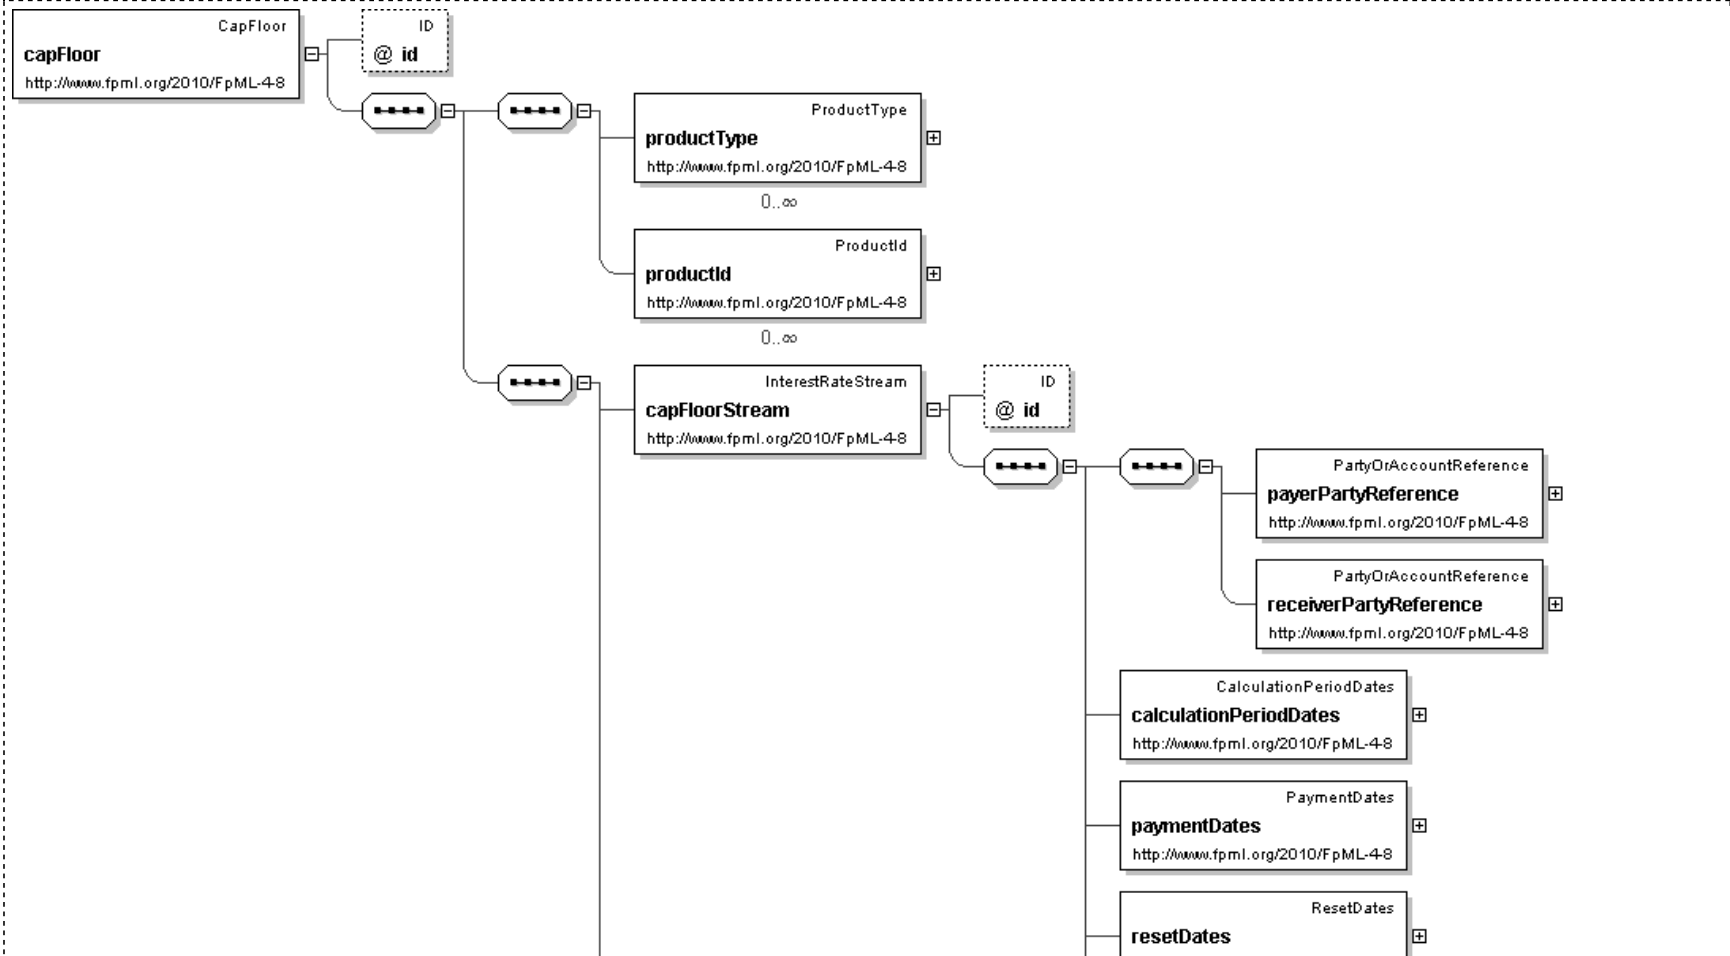 CapFloor
capFloor
http://www.fpml.org/2010/FpML-4-8
ID
@ id
ProductType
productType
http://www.fpml.org/2010/FpML-4-8
0..∞
ProductId
productId
http://www.fpml.org/2010/FpML-4-8
0..∞
InterestRateStream
capFloorStream
http://www.fpml.org/2010/FpML-4-8
ID
@ id
PartyOrAccountReference
payerPartyReference
http://www.fpml.org/2010/FpML-4-8
PartyOrAccountReference
receiverPartyReference
http://www.fpml.org/2010/FpML-4-8
CalculationPeriodDates
calculationPeriodDates
http://www.fpml.org/2010/FpML-4-8
PaymentDates
paymentDates
http://www.fpml.org/2010/FpML-4-8
ResetDates
resetDates